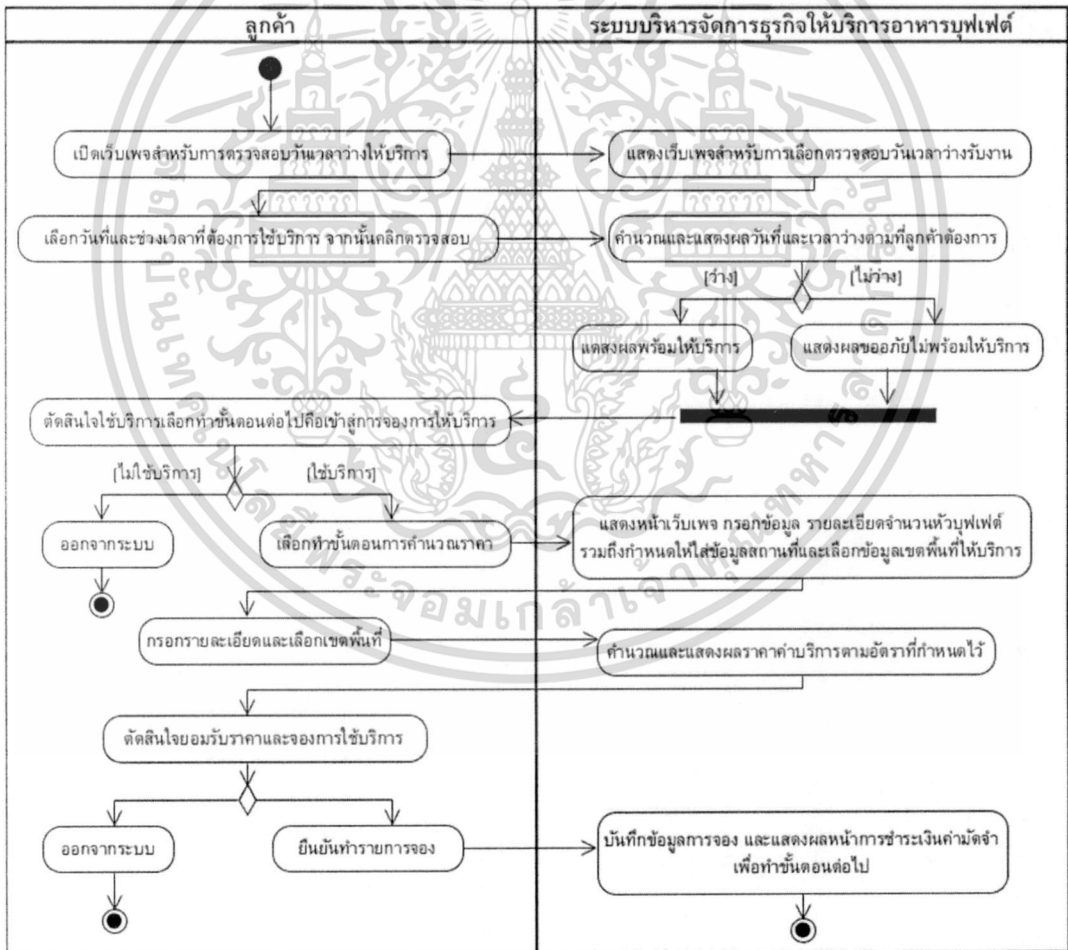 ลูกค้า
ระบบบริหารจัดการธุรกิจให้บริการอาหารบุฟเฟต์
เปิดเว็บเพจสำหรับการตรวจสอบวันเวลาว่างให้บริการ
แสดงเว็บเพจสำหรับการเลือกตรวจสอบวันเวลาว่างรับงาน
เลือกวันที่และช่วงเวลาที่ต้องการใช้บริการ จากนั้นคลิกตรวจสอบ
คำนวณและแสดงผลวันที่และเวลาว่างตามที่ลูกค้าต้องการ
[ว่าง]
[ไม่ว่าง]
แดสงผลพร้อมให้บริการ
แสดงผลขออภัยไม่พร้อมให้บริการ
ตัดสินใจใช้บริการเลือกทำขั้นตอนต่อไปคือเข้าสู่การจองการให้บริการ
[ไม่ใช้บริการ]
[ใช้บริการ]
ออกจากระบบ
เลือกทำขั้นตอนการคำนวณราคา
แสดงหน้าเว็บเพจ กรอกข้อมูล รายละเอียดจำนวนหัวบุฟเฟต์
รวมถึงกำหนดให้ใส่ข้อมูลสถานที่และเลือกข้อมูลเขตพื้นที่ให้บริการ
กรอกรายละเอียดและเลือกเขตพื้นที่
คำนวณและแสดงผลราคาค่าบริการตามอัตราที่กำหนดไว้
ตัดสินใจยอมรับราคาและจองการใช้บริการ
ออกจากระบบ
ยืนยันทำรายการจอง
บันทึกข้อมูลการจอง และแสดงผลหน้าการชำระเงินค่ามัดจำ
เพื่อทำขั้นตอนต่อไป